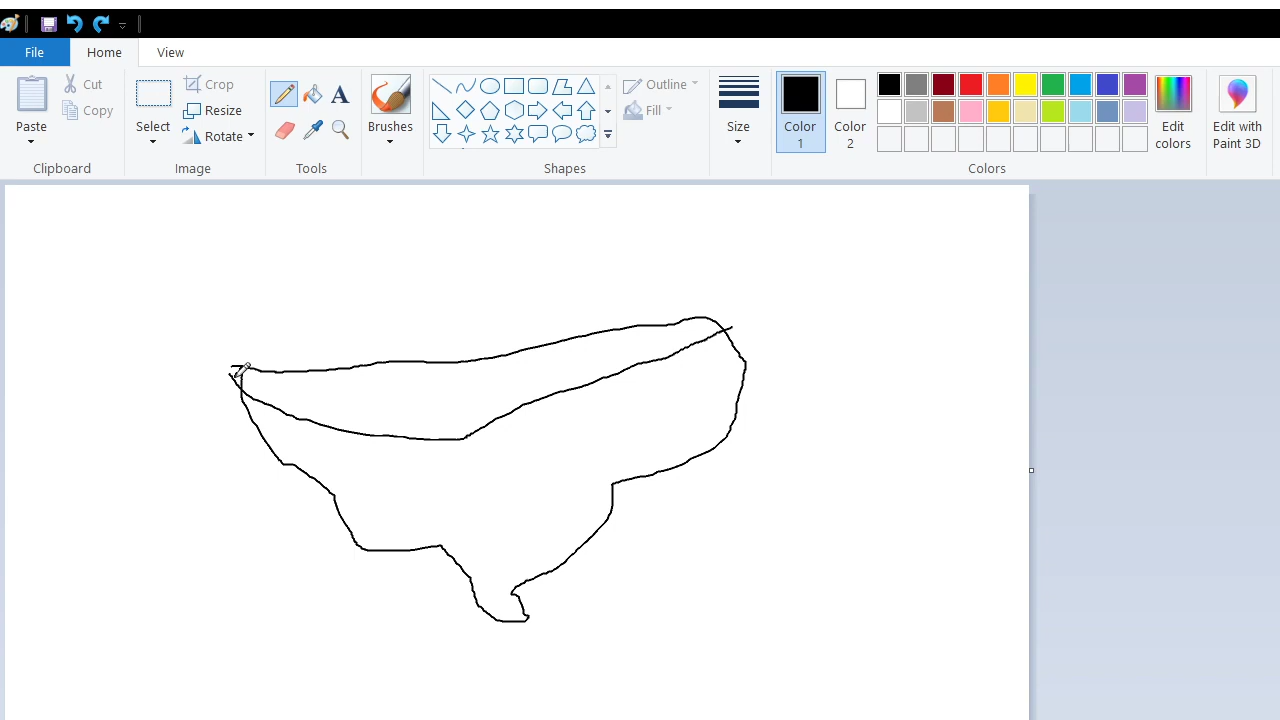 File Home View
Paste
Cut
Copy
Clipboard
Select
Crop
Resize
Rotate
Image
A
Tools
Brushes
Shapes
Outline
Fill
Size
Color 1
Color 2
Edit colors
Colors
Edit with Paint 3D